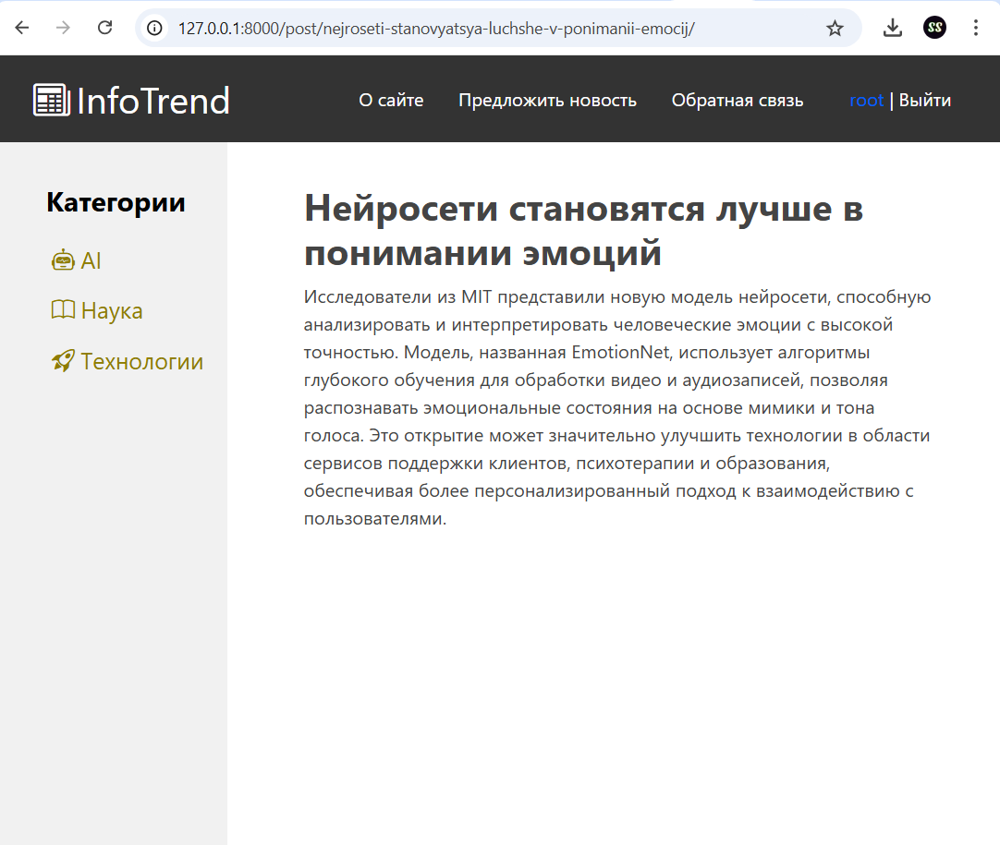 127.0.0.1:8000/post/nejroseti-stanovyatsya-luchshe-v-ponimanii-emocij/
SS
InfoTrend
О сайте
Предложить новость
Обратная связь
root | Выйти
Категории
AI
Наука
Технологии
Нейросети становятся лучше в
понимании эмоций
Исследователи из MIT представили новую модель нейросети, способную
анализировать и интерпретировать человеческие эмоции с высокой
точностью. Модель, названная EmotionNet, использует алгоритмы
глубокого обучения для обработки видео и аудиозаписей, позволяя
распознавать эмоциональные состояния на основе мимики и тона
голоса. Это открытие может значительно улучшить технологии в области
сервисов поддержки клиентов, психотерапии и образования,
обеспечивая более персонализированный подход к взаимодействию с
пользователями.